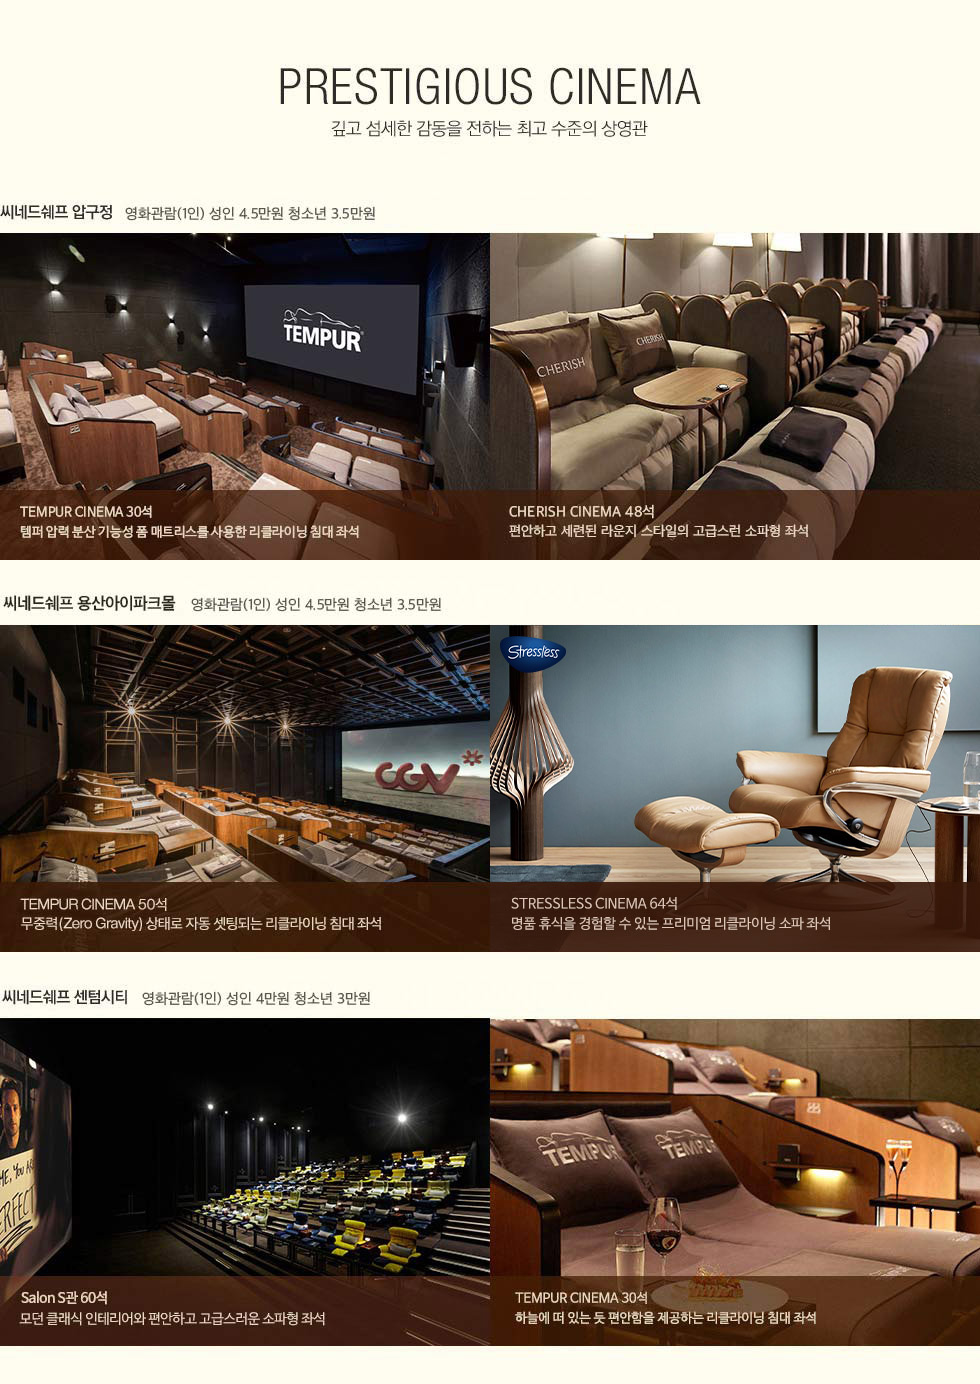 PRESTIGIOUS CINEMA
깊고 섬세한 감동을 전하는 최고 수준의 상영관
씨네드쉐프 압구정 영화관람(1인) 성인 4.5만원 청소년 3.5만원
TEMPUR
CHERISH CHERISH
TEMPUR CINEMA 30석
템퍼 압력 분산 기능성 폼 매트리스를 사용한 리클라이닝 침대 좌석
CHERISH CINEMA 48석
편안하고 세련된 라운지 스타일의 고급스런 소파형 좌석
씨네드쉐프 용산아이파크몰 영화관람(1인) 성인 4.5만원 청소년 3.5만원
CGV
Stressless
TEMPUR CINEMA 50석
무중력(Zero Gravity) 상태로 자동 셋팅되는 리클라이닝 침대 좌석
STRESSLESS CINEMA 64석
명품 휴식을 경험할 수 있는 프리미엄 리클라이닝 소파 좌석
씨네드쉐프 센텀시티 영화관람(1인) 성인 4만원 청소년 3만원
TEMPUR TEMPUR
Salon S관 60석
모던 클래식 인테리어와 편안하고 고급스러운 소파형 좌석
TEMPUR CINEMA 30석
하늘에 떠 있는 듯 편안함을 제공하는 리클라이닝 침대 좌석